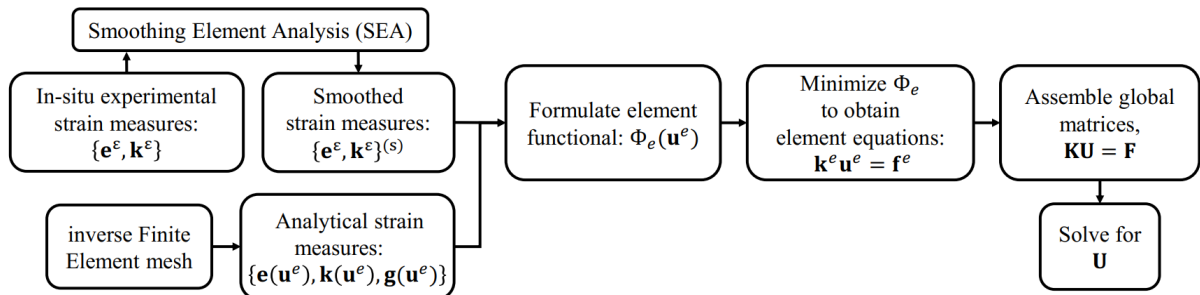 Smoothing Element Analysis (SEA)
In-situ experimental
strain measures:
{𝐞^ε, 𝐤^ε}
Smoothed
strain measures:
{𝐞^ε, 𝐤^ε}^(s)
inverse Finite
Element mesh
Analytical strain
measures:
{𝐞(𝐮^e), 𝐤(𝐮^e), 𝐠(𝐮^e)}
Formulate element
functional: Φ_e(𝐮^e)
Minimize Φ_e
to obtain
element equations:
𝐤^e𝐮^e = 𝐟^e
Assemble global
matrices,
𝐊𝐔 = 𝐅
Solve for
𝐔